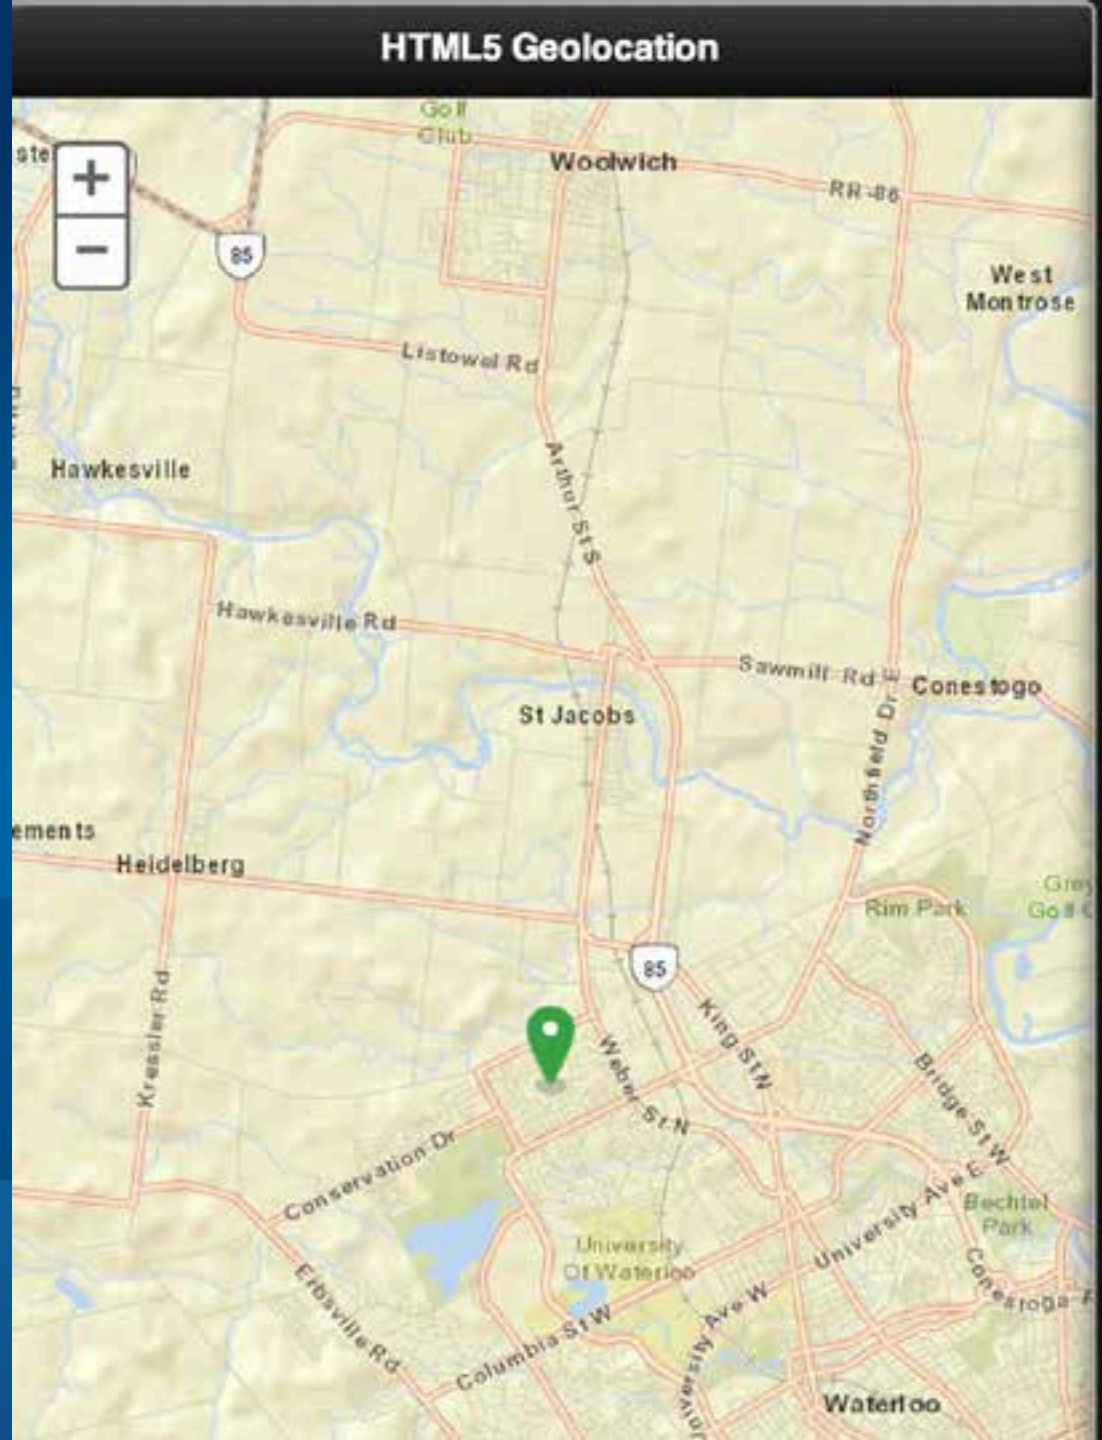 HTML5 Geolocation
Golf
Club
Woolwich
RR-86
+
−
85
West
Montrose
Listowel Rd
Hawkesville
Arthur St S
Hawkesville Rd
Sawmill Rd E
Conestogo
St Jacobs
Northfield Dr
Heidelberg
Rim Park
85
Kressler Rd
King St N
Weber St N
Bridge St W
Conservation Dr
University Ave E
Bechtel
Park
University
Of Waterloo
Erbsville Rd
Columbia St W
University Ave W
Conestoga P
Waterloo